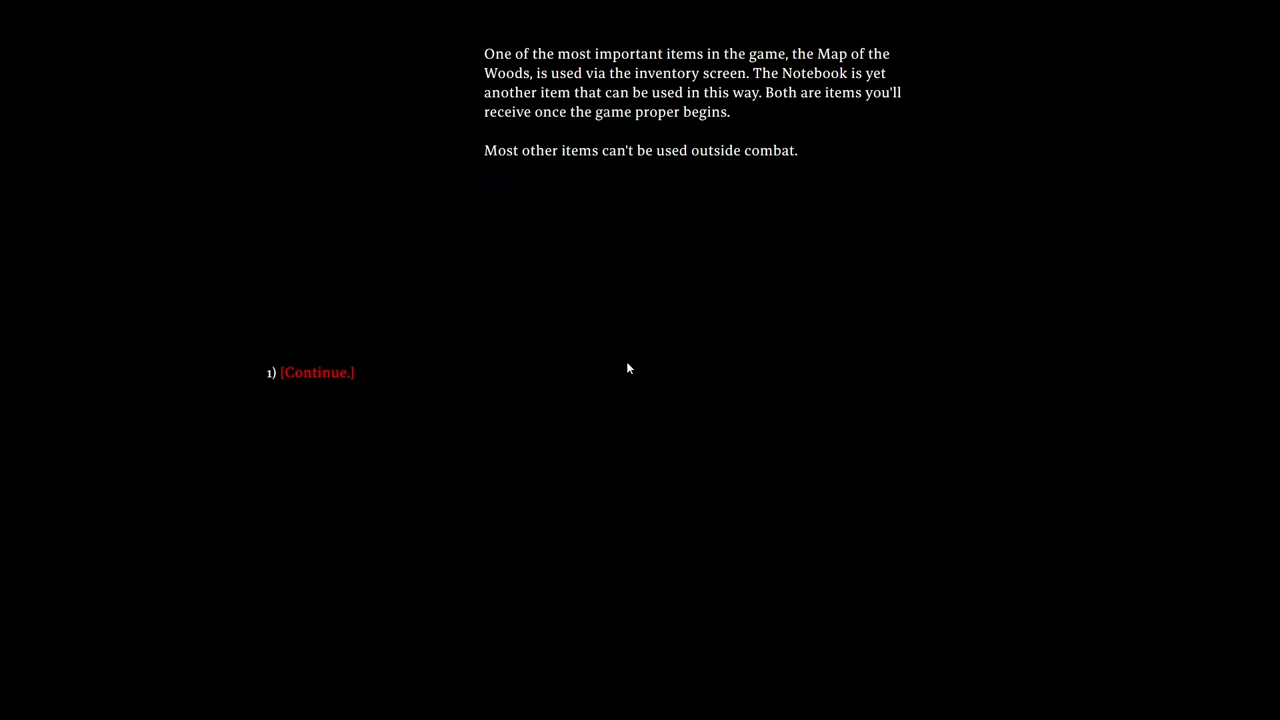 One of the most important items in the game, the Map of the
Woods, is used via the inventory screen. The Notebook is yet
another item that can be used in this way. Both are items you'll
receive once the game proper begins.
Most other items can't be used outside combat.
1) [Continue.]